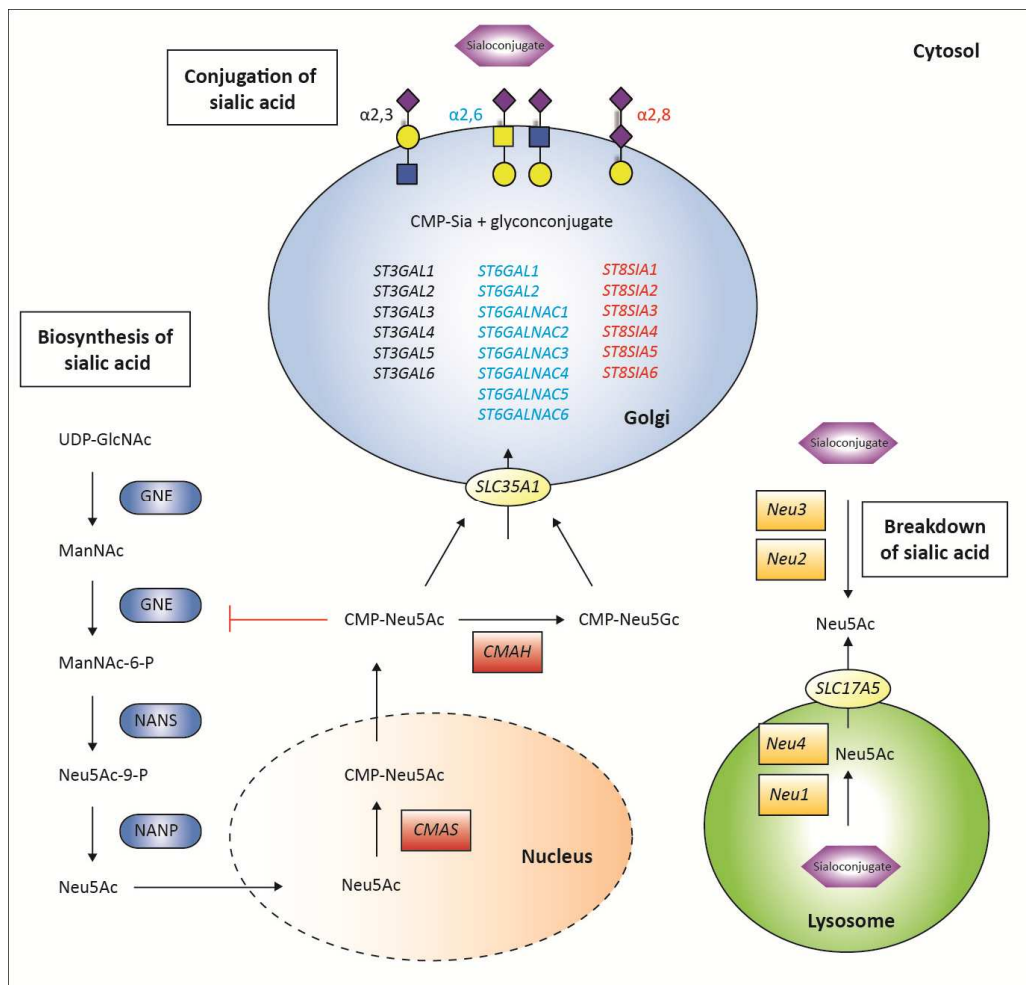 Sialoconjugate
Cytosol
Conjugation of
sialic acid
α2,3
α2,6
α2,8
CMP-Sia + glyconconjugate
ST3GAL1
ST3GAL2
ST3GAL3
ST3GAL4
ST3GAL5
ST3GAL6
ST6GAL1
ST6GAL2
ST6GALNAC1
ST6GALNAC2
ST6GALNAC3
ST6GALNAC4
ST6GALNAC5
ST6GALNAC6
ST8SIA1
ST8SIA2
ST8SIA3
ST8SIA4
ST8SIA5
ST8SIA6
Golgi
SLC35A1
Biosynthesis of
sialic acid
UDP-GlcNAc
GNE
ManNAc
GNE
ManNAc-6-P
NANS
Neu5Ac-9-P
NANP
Neu5Ac
CMP-Neu5Ac
CMAH
CMP-Neu5Gc
CMP-Neu5Ac
CMAS
Neu5Ac
Nucleus
Sialoconjugate
Neu3
Neu2
Breakdown
of sialic acid
Neu5Ac
SLC17A5
Neu4
Neu5Ac
Neu1
Sialoconjugate
Lysosome